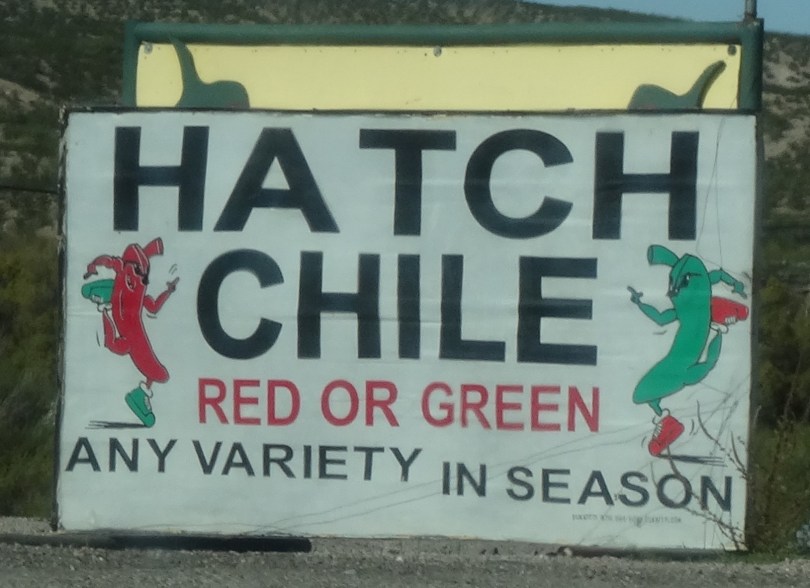 HATCH
CHILE
RED OR GREEN
ANY VARIETY IN SEASON